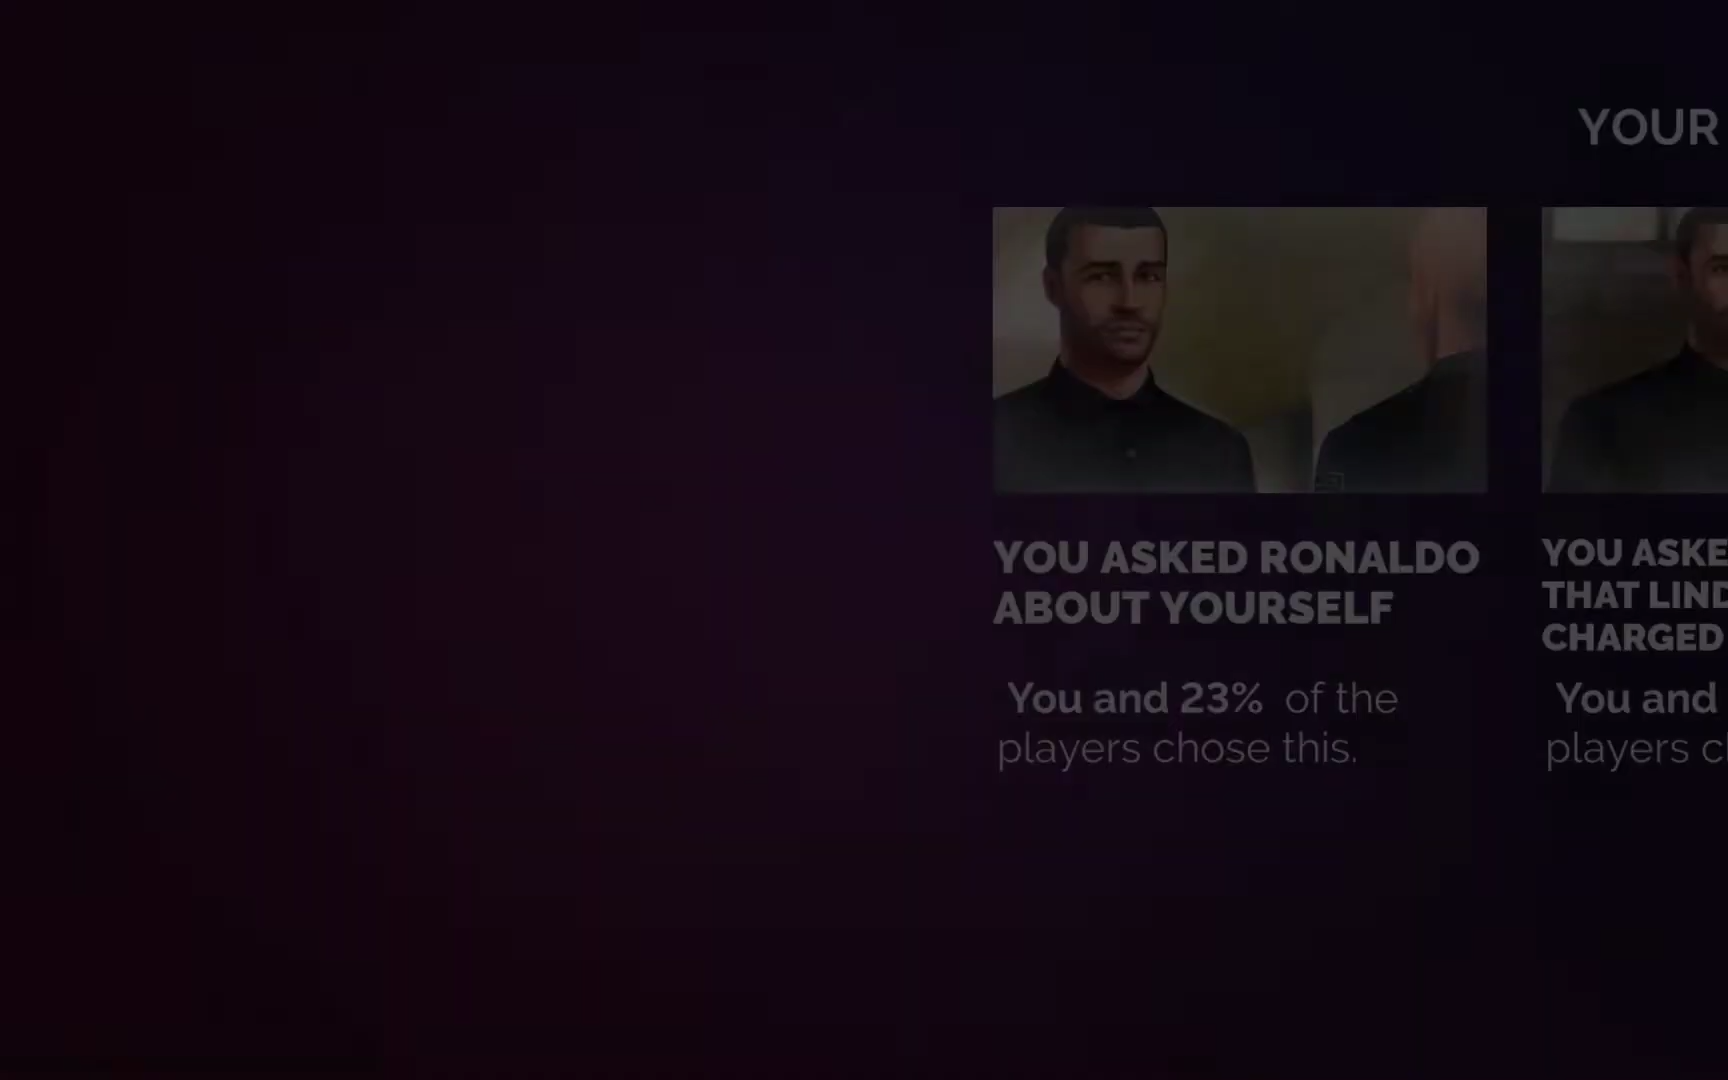 YOUR
YOU ASKED RONALDO
ABOUT YOURSELF
You and 23% of the
players chose this.
YOU ASKE
THAT LIND
CHARGED
You and
players c